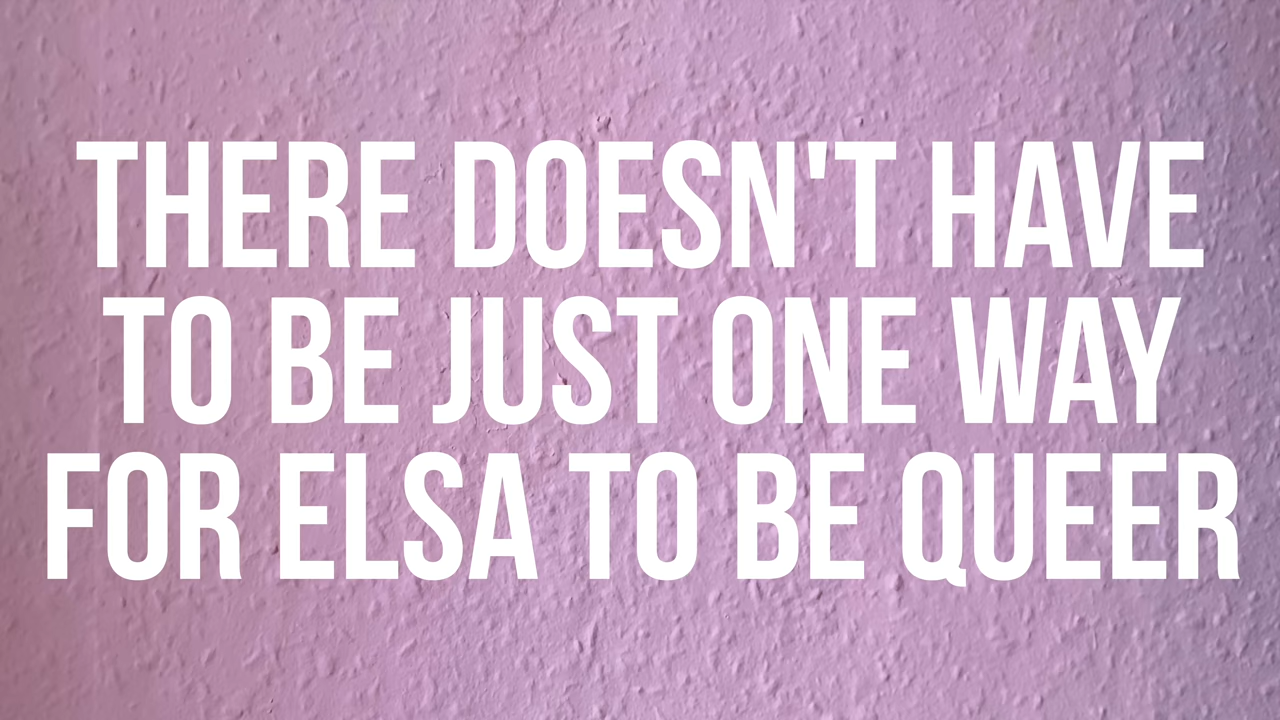 THERE DOESN'T HAVE
TO BE JUST ONE WAY
FOR ELSA TO BE QUEER